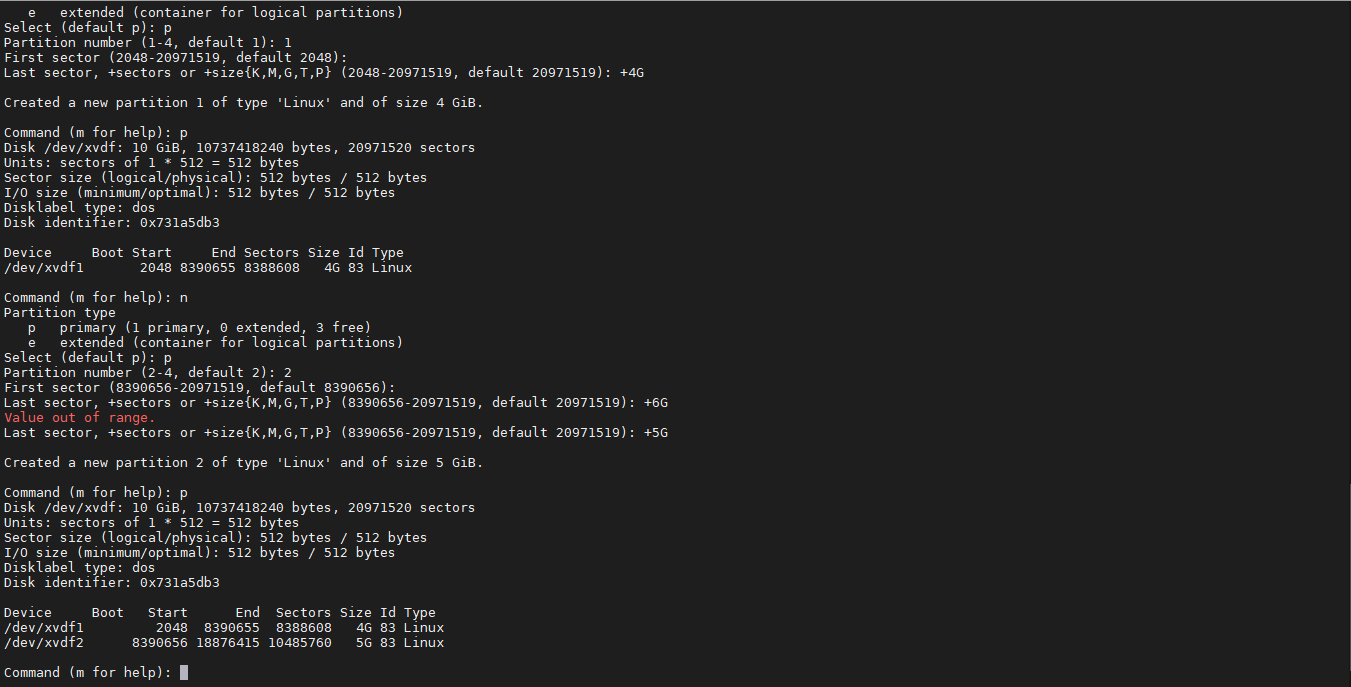 e   extended (container for logical partitions)
Select (default p): p
Partition number (1-4, default 1): 1
First sector (2048-20971519, default 2048):
Last sector, +sectors or +size{K,M,G,T,P} (2048-20971519, default 20971519): +4G

Created a new partition 1 of type 'Linux' and of size 4 GiB.

Command (m for help): p
Disk /dev/xvdf: 10 GiB, 10737418240 bytes, 20971520 sectors
Units: sectors of 1 * 512 = 512 bytes
Sector size (logical/physical): 512 bytes / 512 bytes
I/O size (minimum/optimal): 512 bytes / 512 bytes
Disklabel type: dos
Disk identifier: 0x731a5db3

Device     Boot Start     End Sectors Size Id Type
/dev/xvdf1       2048 8390655 8388608   4G 83 Linux

Command (m for help): n
Partition type
   p   primary (1 primary, 0 extended, 3 free)
   e   extended (container for logical partitions)
Select (default p): p
Partition number (2-4, default 2): 2
First sector (8390656-20971519, default 8390656):
Last sector, +sectors or +size{K,M,G,T,P} (8390656-20971519, default 20971519): +6G
Value out of range.
Last sector, +sectors or +size{K,M,G,T,P} (8390656-20971519, default 20971519): +5G

Created a new partition 2 of type 'Linux' and of size 5 GiB.

Command (m for help): p
Disk /dev/xvdf: 10 GiB, 10737418240 bytes, 20971520 sectors
Units: sectors of 1 * 512 = 512 bytes
Sector size (logical/physical): 512 bytes / 512 bytes
I/O size (minimum/optimal): 512 bytes / 512 bytes
Disklabel type: dos
Disk identifier: 0x731a5db3

Device     Boot   Start      End  Sectors Size Id Type
/dev/xvdf1         2048  8390655  8388608   4G 83 Linux
/dev/xvdf2      8390656 18876415 10485760   5G 83 Linux

Command (m for help):